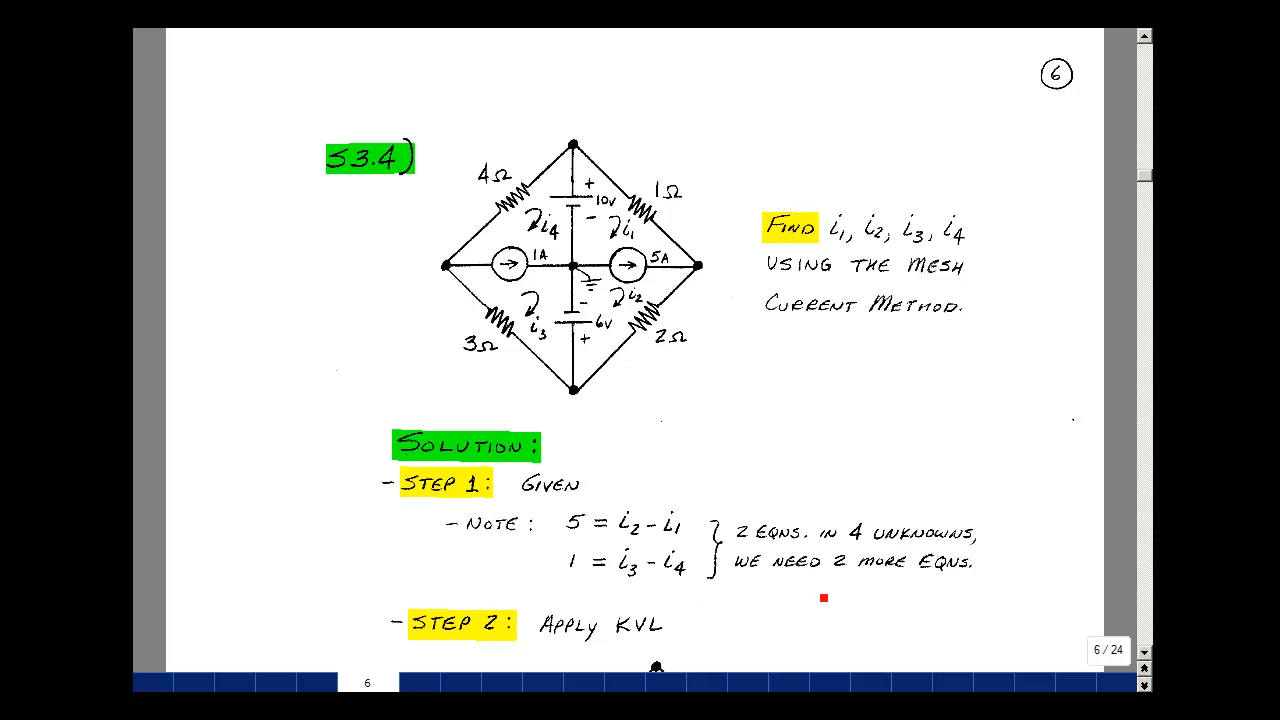 6
S3.4)
4Ω
1Ω
+
10V
-
i4
i1
1A
5A
-
i2
i3
6V
+
3Ω
2Ω
FIND i1, i2, i3, i4
USING THE MESH
CURRENT METHOD.
SOLUTION:
- STEP 1: GIVEN
- NOTE: 5 = i2 - i1
1 = i3 - i4
2 EQNS. IN 4 UNKNOWNS,
WE NEED 2 MORE EQNS.
- STEP 2: APPLY KVL
6 / 24
6